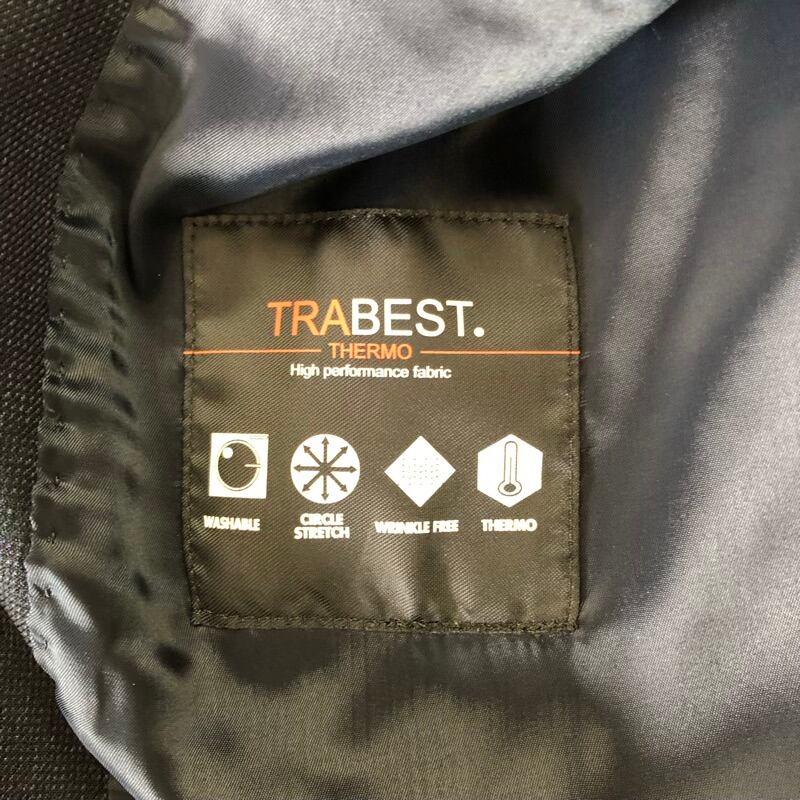 TRABEST.
THERMO
High performance fabric
WASHABLE
CIRCLE
STRETCH
WRINKLE FREE
THERMO